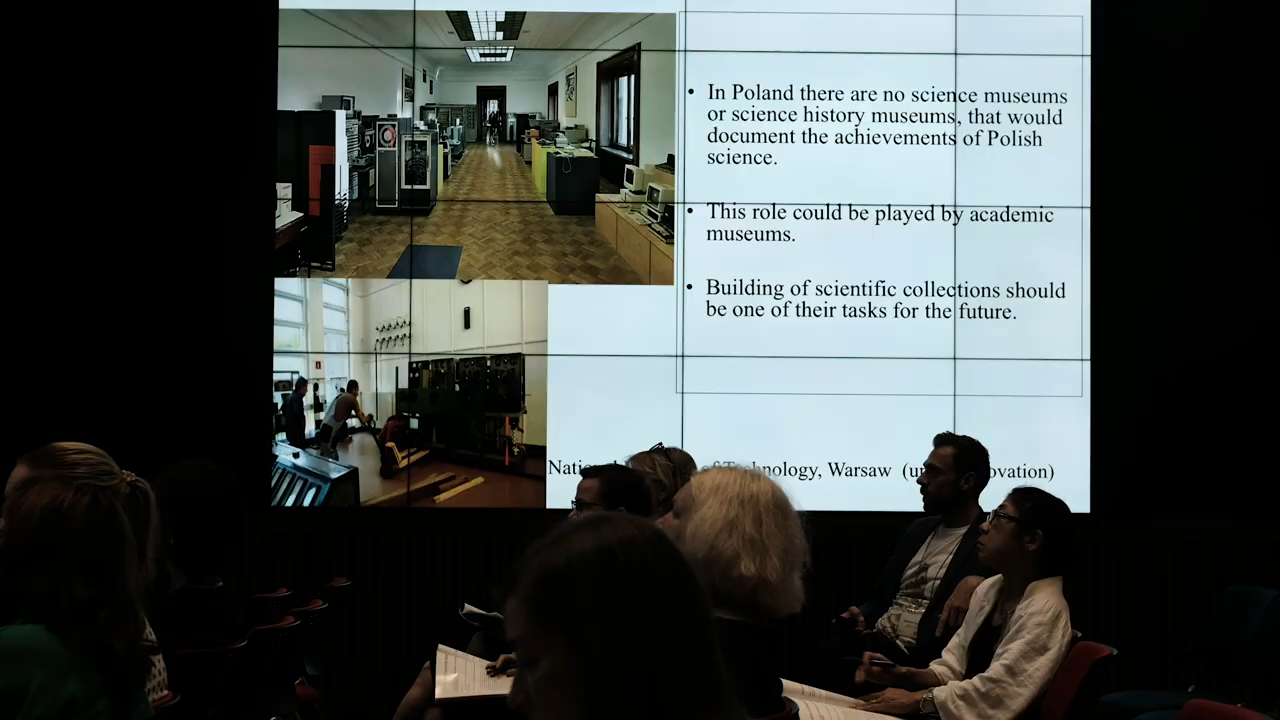 • In Poland there are no science museums
or science history museums, that would
document the achievements of Polish
science.
• This role could be played by academic
museums.
• Building of scientific collections should
be one of their tasks for the future.
of Technology, Warsaw